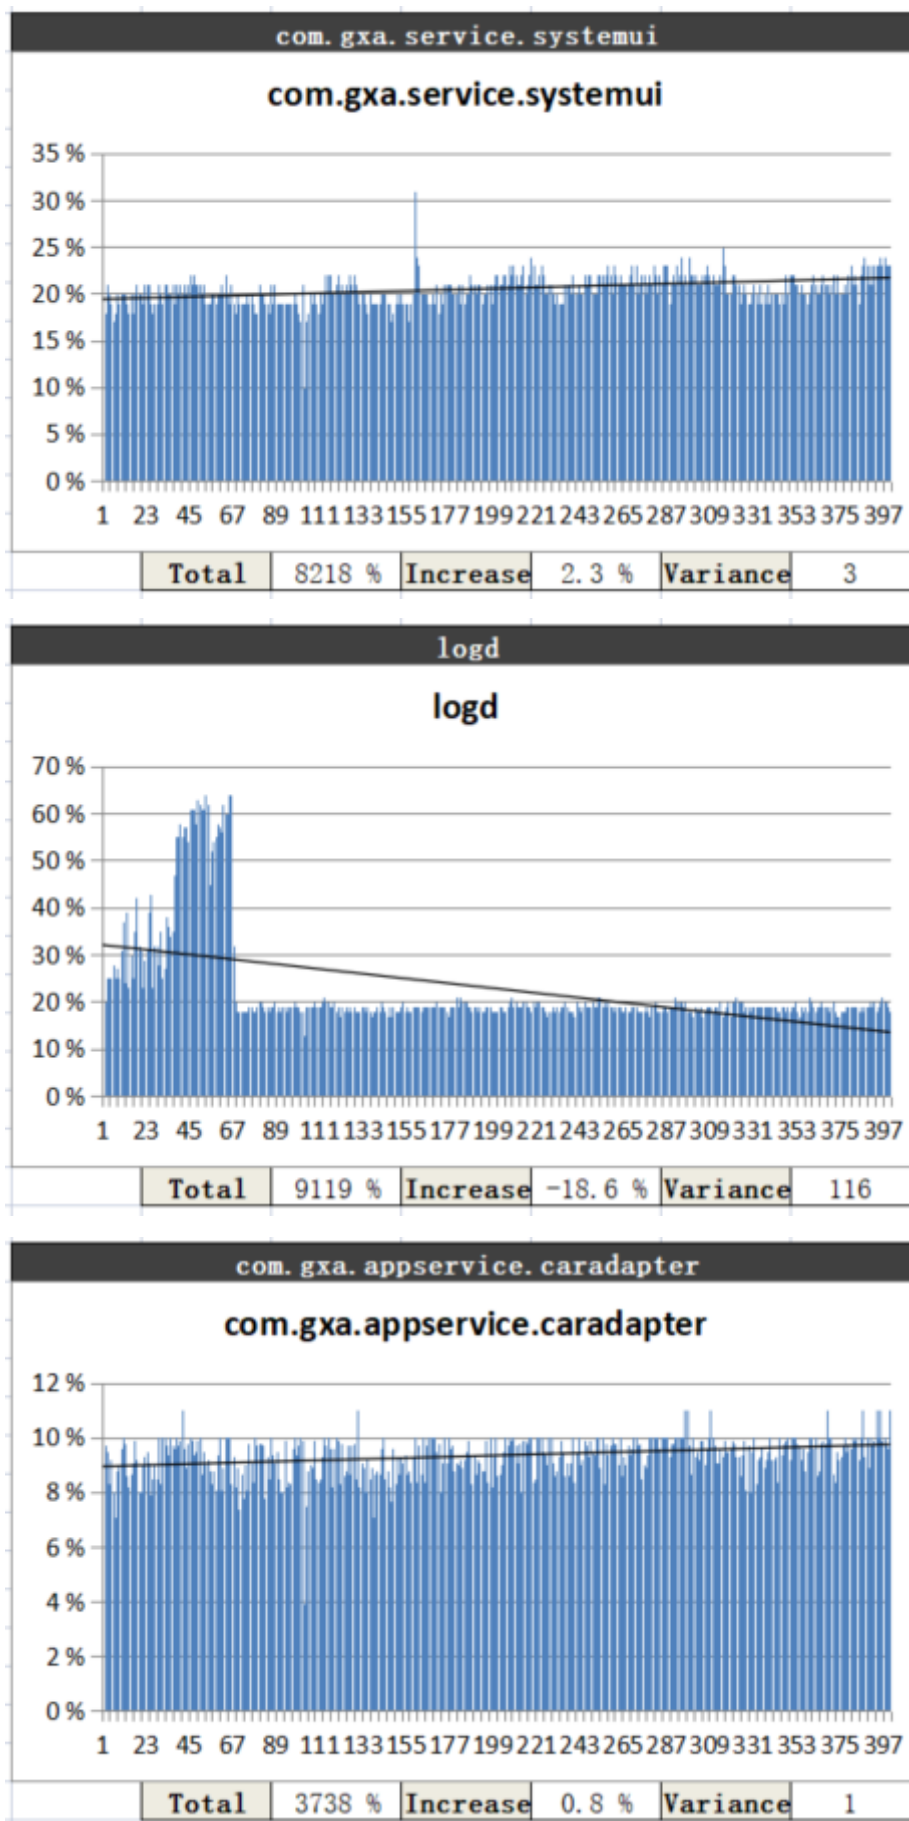 com.gxa.service.systemui
com.gxa.service.systemui
35 %
30 %
25 %
20 %
15 %
10 %
5 %
0 %
1 23 45 67 89 111 133 155 177 199 221 243 265 287 309 331 353 375 397
Total 8218 % Increase 2.3 % Variance 3
logd
logd
70 %
60 %
50 %
40 %
30 %
20 %
10 %
0 %
1 23 45 67 89 111 133 155 177 199 221 243 265 287 309 331 353 375 397
Total 9119 % Increase -18.6 % Variance 116
com.gxa.appservice.caradapter
com.gxa.appservice.caradapter
12 %
10 %
8 %
6 %
4 %
2 %
0 %
1 23 45 67 89 111 133 155 177 199 221 243 265 287 309 331 353 375 397
Total 3738 % Increase 0.8 % Variance 1